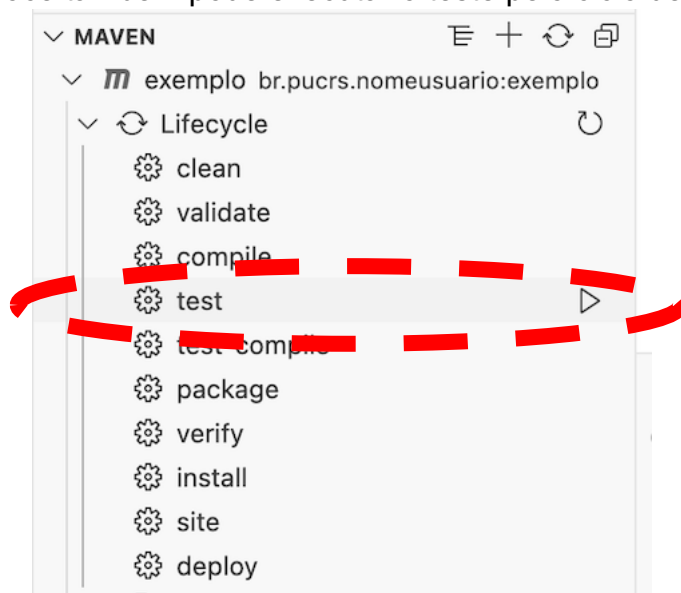 MAVEN
m exemplo br.pucrs.nomeusuario:exemplo
Lifecycle
clean
validate
compile
test
test-compile
package
verify
install
site
deploy